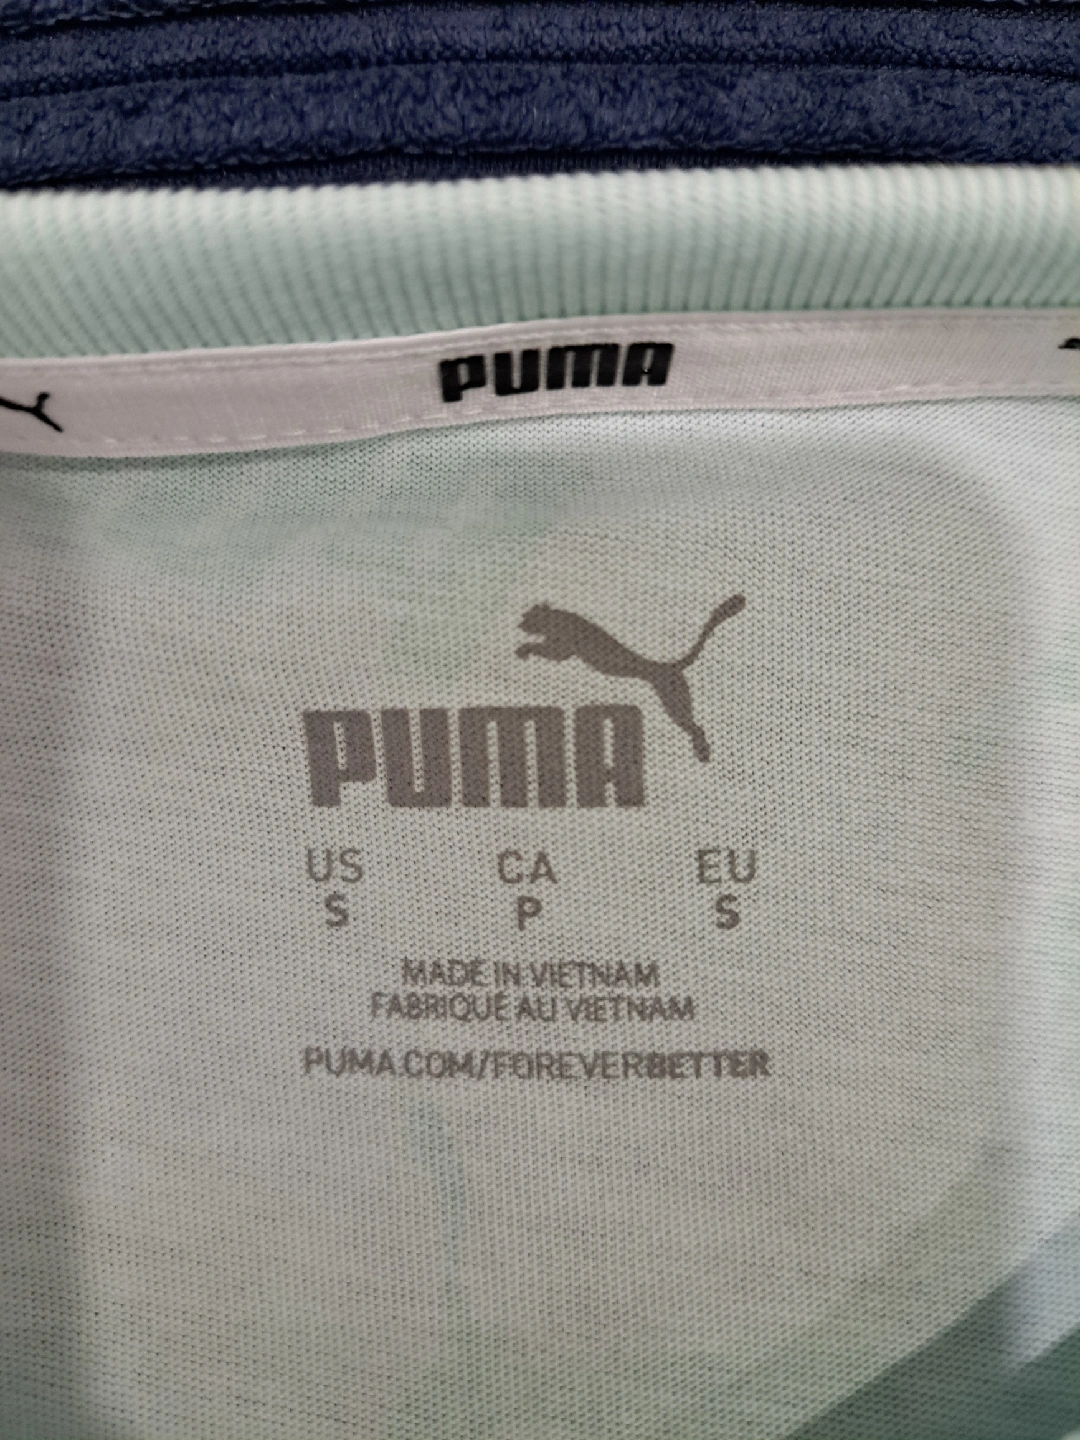 PUMA
PUMA
US CA EU
S P S
MADE IN VIETNAM
FABRIQUÉ AU VIETNAM
PUMA.COM/FOREVERBETTER